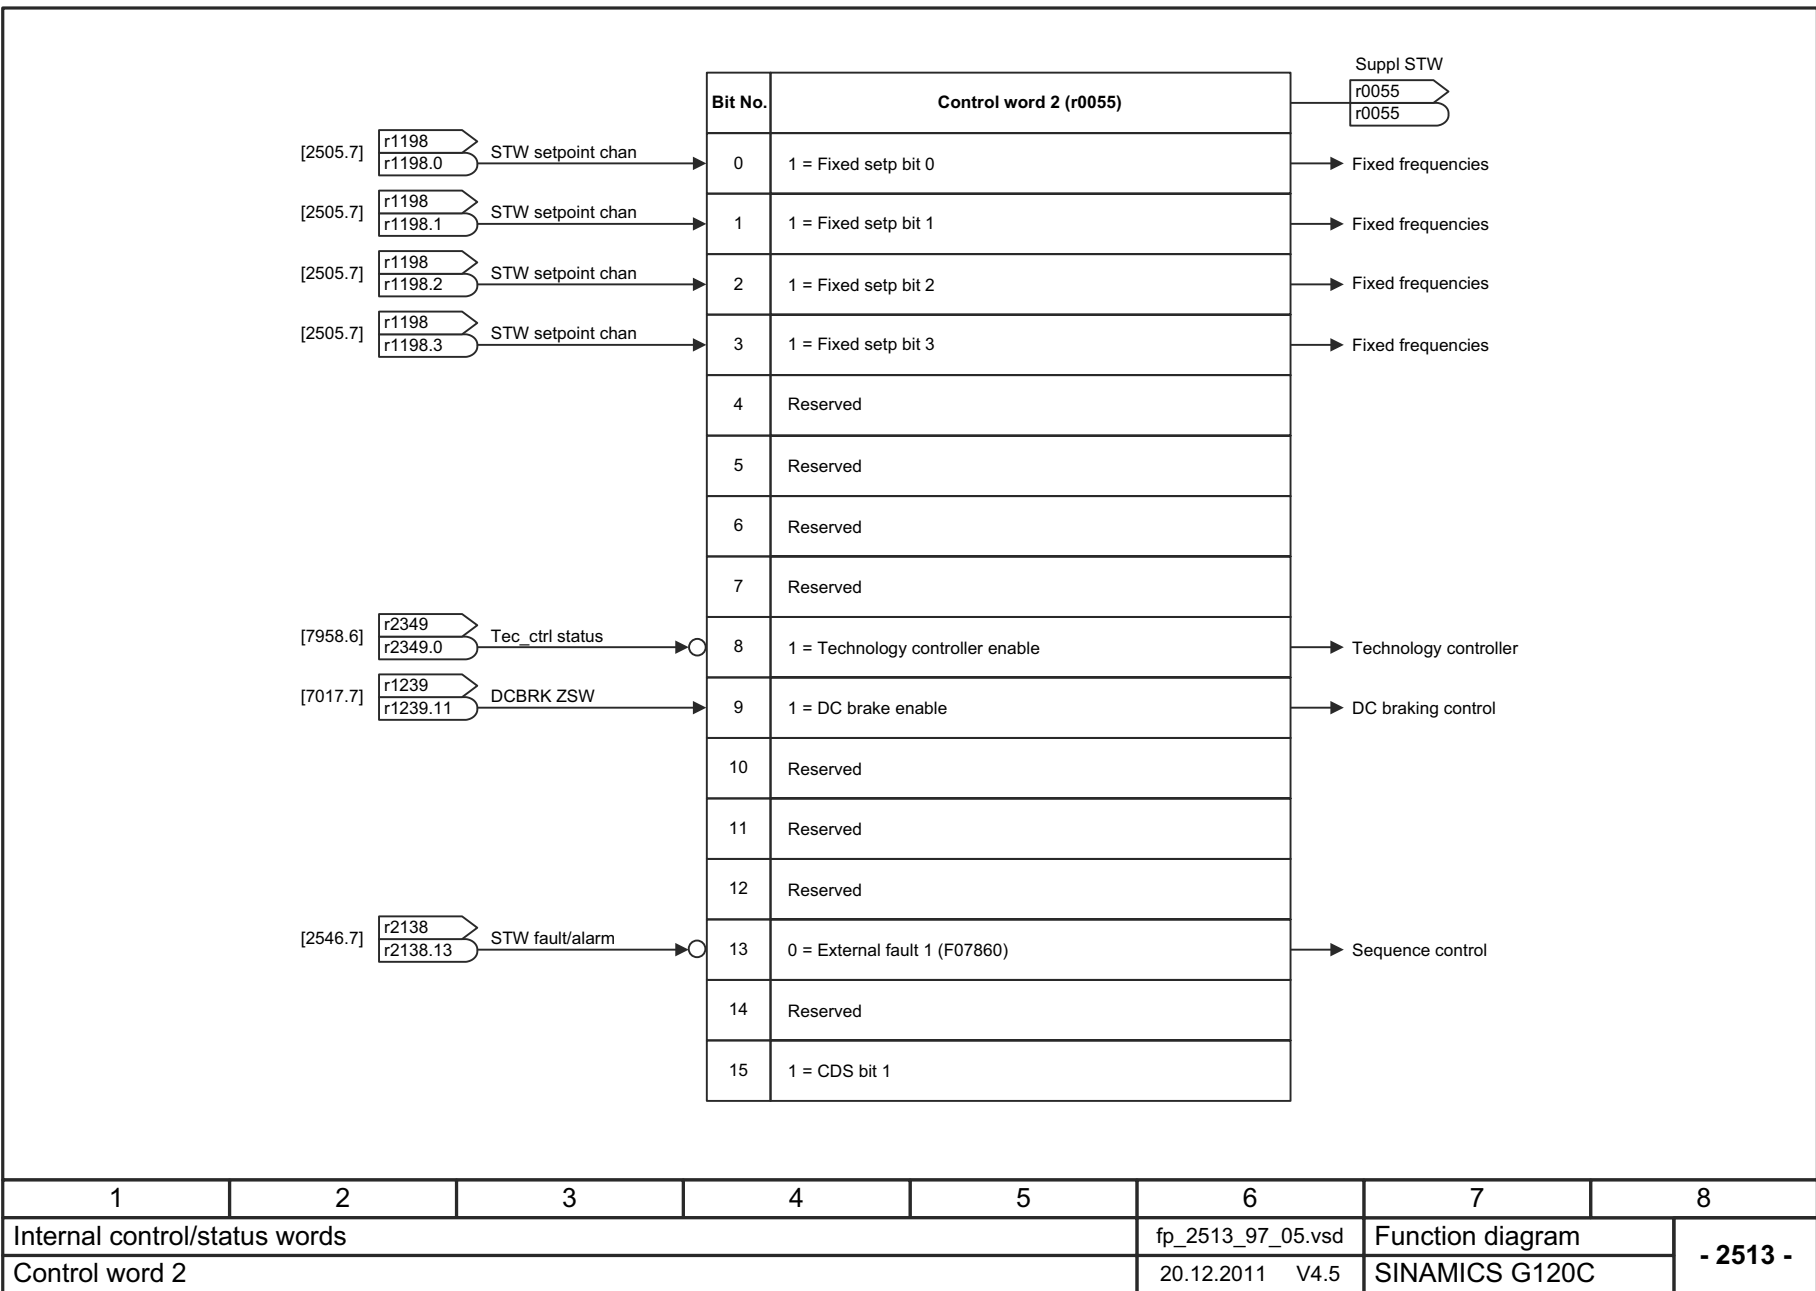 Suppl STW
r0055
r0055
Bit No. Control word 2 (r0055)
[2505.7] r1198 r1198.0 STW setpoint chan 0 1 = Fixed setp bit 0 Fixed frequencies
[2505.7] r1198 r1198.1 STW setpoint chan 1 1 = Fixed setp bit 1 Fixed frequencies
[2505.7] r1198 r1198.2 STW setpoint chan 2 1 = Fixed setp bit 2 Fixed frequencies
[2505.7] r1198 r1198.3 STW setpoint chan 3 1 = Fixed setp bit 3 Fixed frequencies
4 Reserved
5 Reserved
6 Reserved
7 Reserved
[7958.6] r2349 r2349.0 Tec_ctrl status 8 1 = Technology controller enable Technology controller
[7017.7] r1239 r1239.11 DCBRK ZSW 9 1 = DC brake enable DC braking control
10 Reserved
11 Reserved
12 Reserved
[2546.7] r2138 r2138.13 STW fault/alarm 13 0 = External fault 1 (F07860) Sequence control
14 Reserved
15 1 = CDS bit 1
1 2 3 4 5 6 7 8
Internal control/status words fp_2513_97_05.vsd Function diagram
- 2513 -
Control word 2 20.12.2011 V4.5 SINAMICS G120C